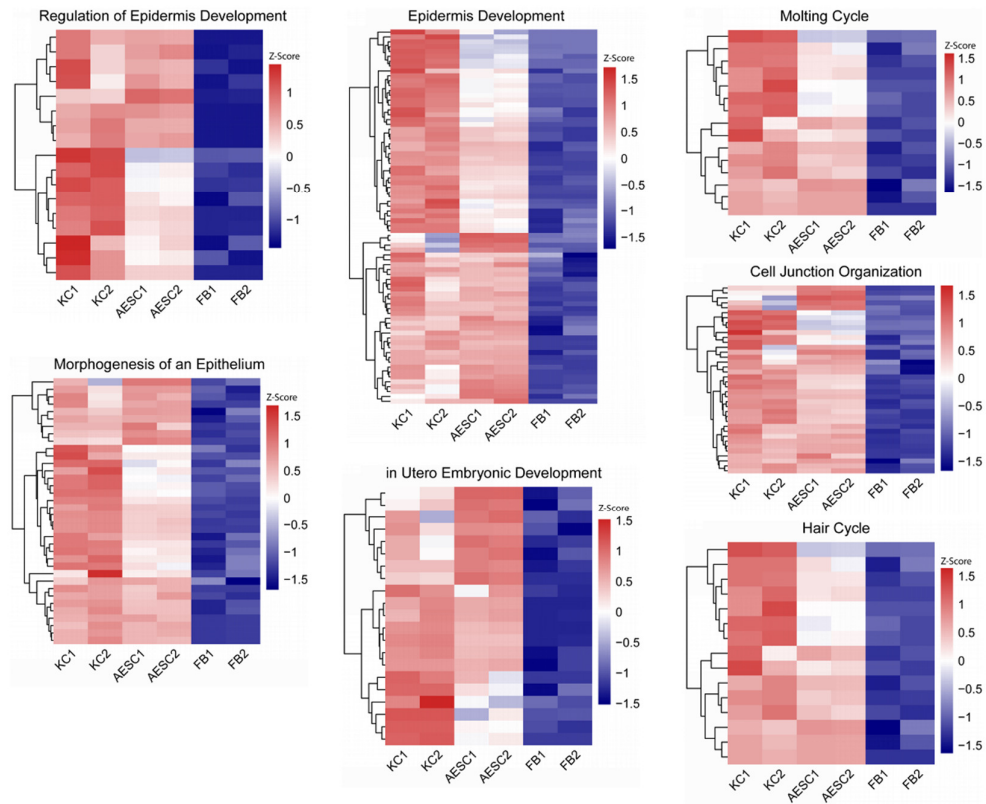 Regulation of Epidermis Development
Z-Score
1
0.5
0
−0.5
−1
KC1 KC2 AESC1 AESC2 FB1 FB2
Epidermis Development
Z-Score
1.5
1
0.5
0
−0.5
−1
−1.5
KC1 KC2 AESC1 AESC2 FB1 FB2
Molting Cycle
Z-Score
1.5
1
0.5
0
−0.5
−1
−1.5
KC1 KC2 AESC1 AESC2 FB1 FB2
Morphogenesis of an Epithelium
Z-Score
1.5
1
0.5
0
−0.5
−1
−1.5
KC1 KC2 AESC1 AESC2 FB1 FB2
in Utero Embryonic Development
Z-Score
1.5
1
0.5
0
−0.5
−1
−1.5
KC1 KC2 AESC1 AESC2 FB1 FB2
Cell Junction Organization
1.5
1
0.5
0
−0.5
−1
−1.5
KC1 KC2 AESC1 AESC2 FB1 FB2
Hair Cycle
Z-Score
1.5
1
0.5
0
−0.5
−1
−1.5
KC1 KC2 AESC1 AESC2 FB1 FB2